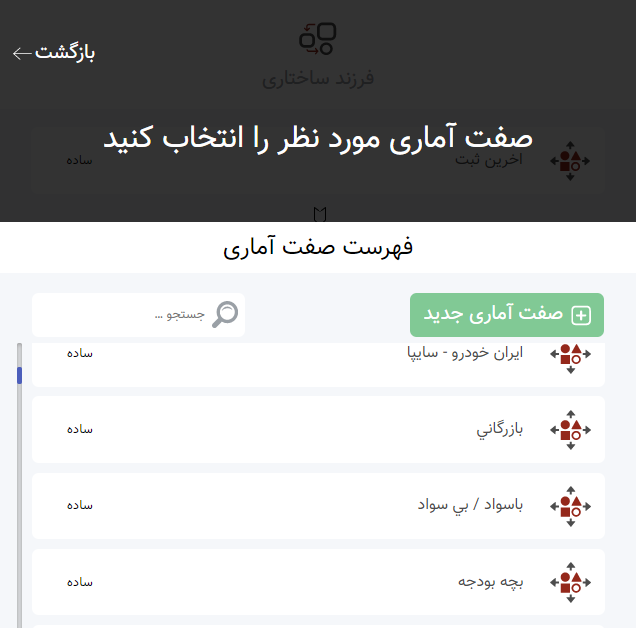 بازگشت
فرزند ساختاری
صفت آماری مورد نظر را انتخاب کنید
آخرین ثبت
ساده
فهرست صفت آماری
صفت آماری جدید
جستجو ...
ایران خودرو - سایپا
ساده
بازرگاني
ساده
باسواد / بي سواد
ساده
بچه بودجه
ساده